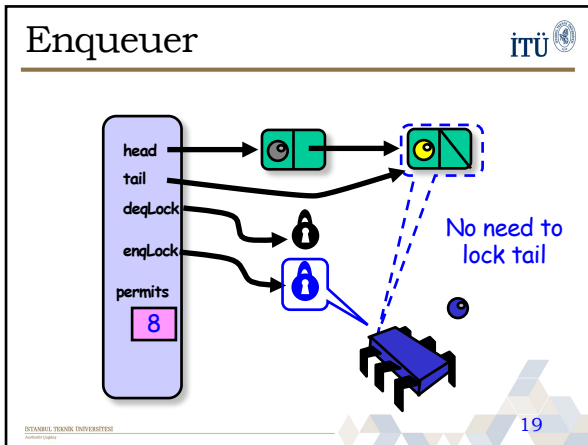 Enqueuer
İTÜ
head
tail
deqLock
enqLock
permits
8
No need to
lock tail
İSTANBUL TEKNİK ÜNİVERSİTESİ
19